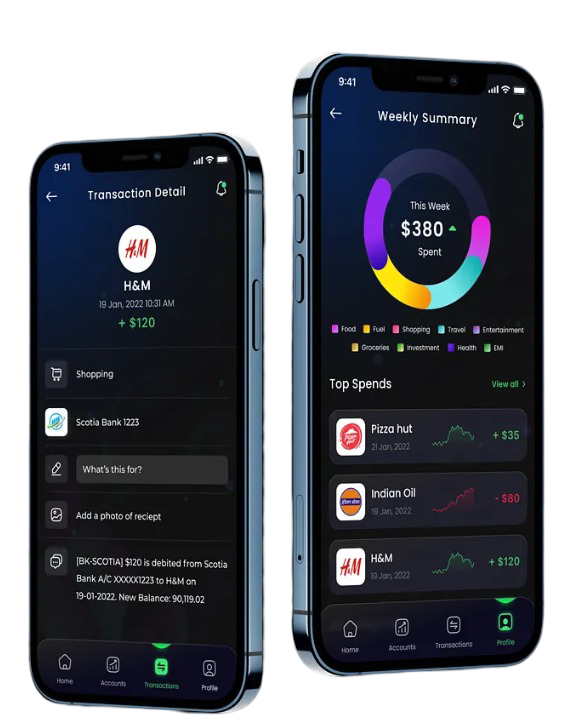 9:41
Transaction Detail
H&M
H&M
19 Jan, 2022 10:31 AM
+ $120
Shopping
Scotia Bank 1223
What's this for?
Add a photo of reciept
[BK-SCOTIA] $120 is debited from Scotia
Bank A/C XXXXX1223 to H&M on
19-01-2022. New Balance: 90,119.02
Home
Accounts
Transactions
Profile
9:41
Weekly Summary
This Week
$380
Spent
Food Fuel Shopping Travel Entertainment
Groceries Investment Health EMI
Top Spends
View all >
Pizza Hut
Pizza hut
21 Jan, 2022
+ $35
इंडियन ऑयल
Indian Oil
19 Jan, 2022
- $80
H&M
H&M
19 Jan, 2022
+ $120
Home
Accounts
Transactions
Profile